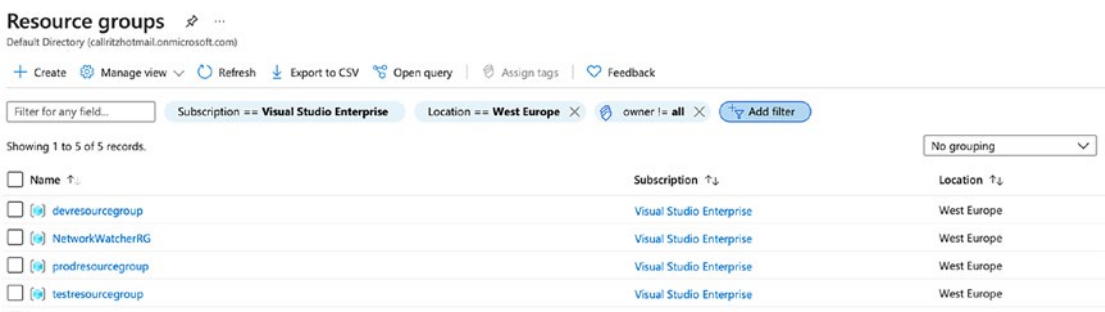 Resource groups ...
Default Directory (callritzhotmail.onmicrosoft.com)
+ Create Manage view Refresh Export to CSV Open query Assign tags Feedback
Filter for any field... Subscription == Visual Studio Enterprise Location == West Europe × owner != all × Add filter
Showing 1 to 5 of 5 records. No grouping
Name ↑↓ Subscription ↑↓ Location ↑↓
devresourcegroup Visual Studio Enterprise West Europe
NetworkWatcherRG Visual Studio Enterprise West Europe
prodresourcegroup Visual Studio Enterprise West Europe
testresourcegroup Visual Studio Enterprise West Europe